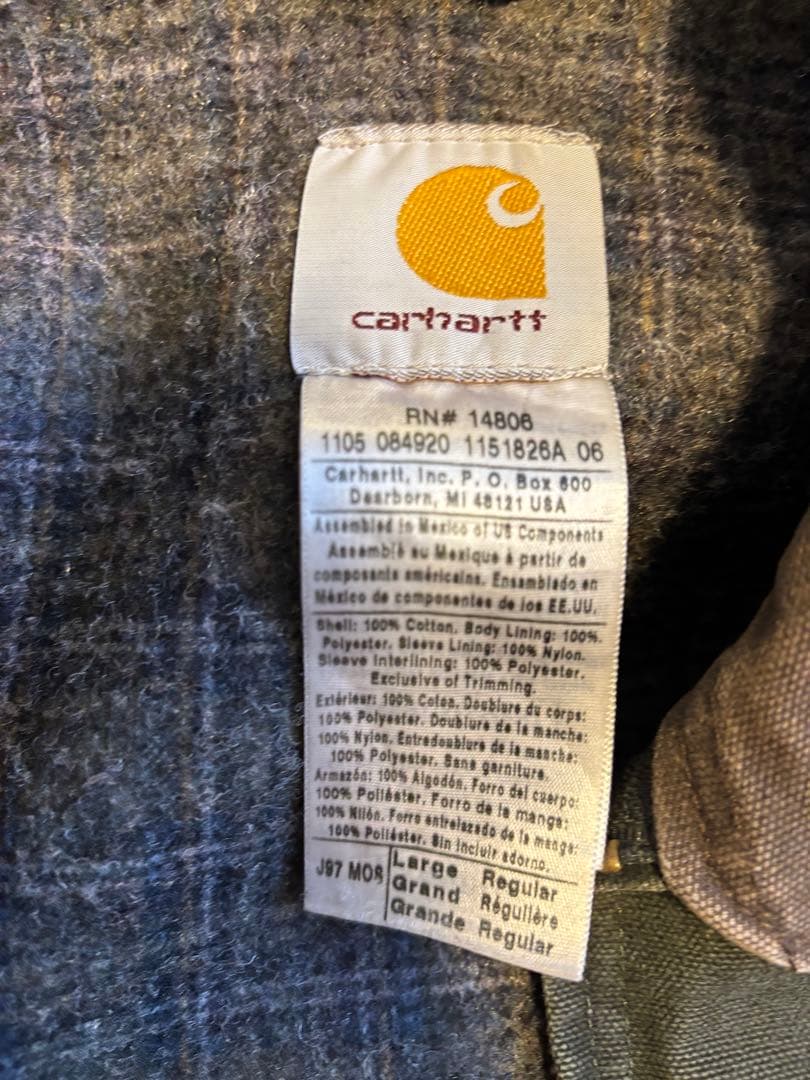 carhartt
RN# 14806
1105 084920 1151826A 06
Carhartt, Inc. P. O. Box 600
Dearborn, MI 48121 USA
Assembled in Mexico of US Components
Assemblé au Mexique à partir de
composants américains. Ensamblado en
México de componentes de los EE.UU.
Shell: 100% Cotton. Body Lining: 100%
Polyester. Sleeve Lining: 100% Nylon.
Sleeve Interlining: 100% Polyester.
Exclusive of Trimming.
Extérieur: 100% Coton. Doublure du corps:
100% Polyester. Doublure de la manche:
100% Nylon. Entredoublure de la manche:
100% Polyester. Sans garniture.
Armazón: 100% Algodón. Forro del cuerpo:
100% Poliéster. Forro de la manga:
100% Nilón. Forro entrelazado de la manga:
100% Poliéster. Sin incluir adorno.
J97 MOS
Large Regular
Grand Régulière
Grande Regular